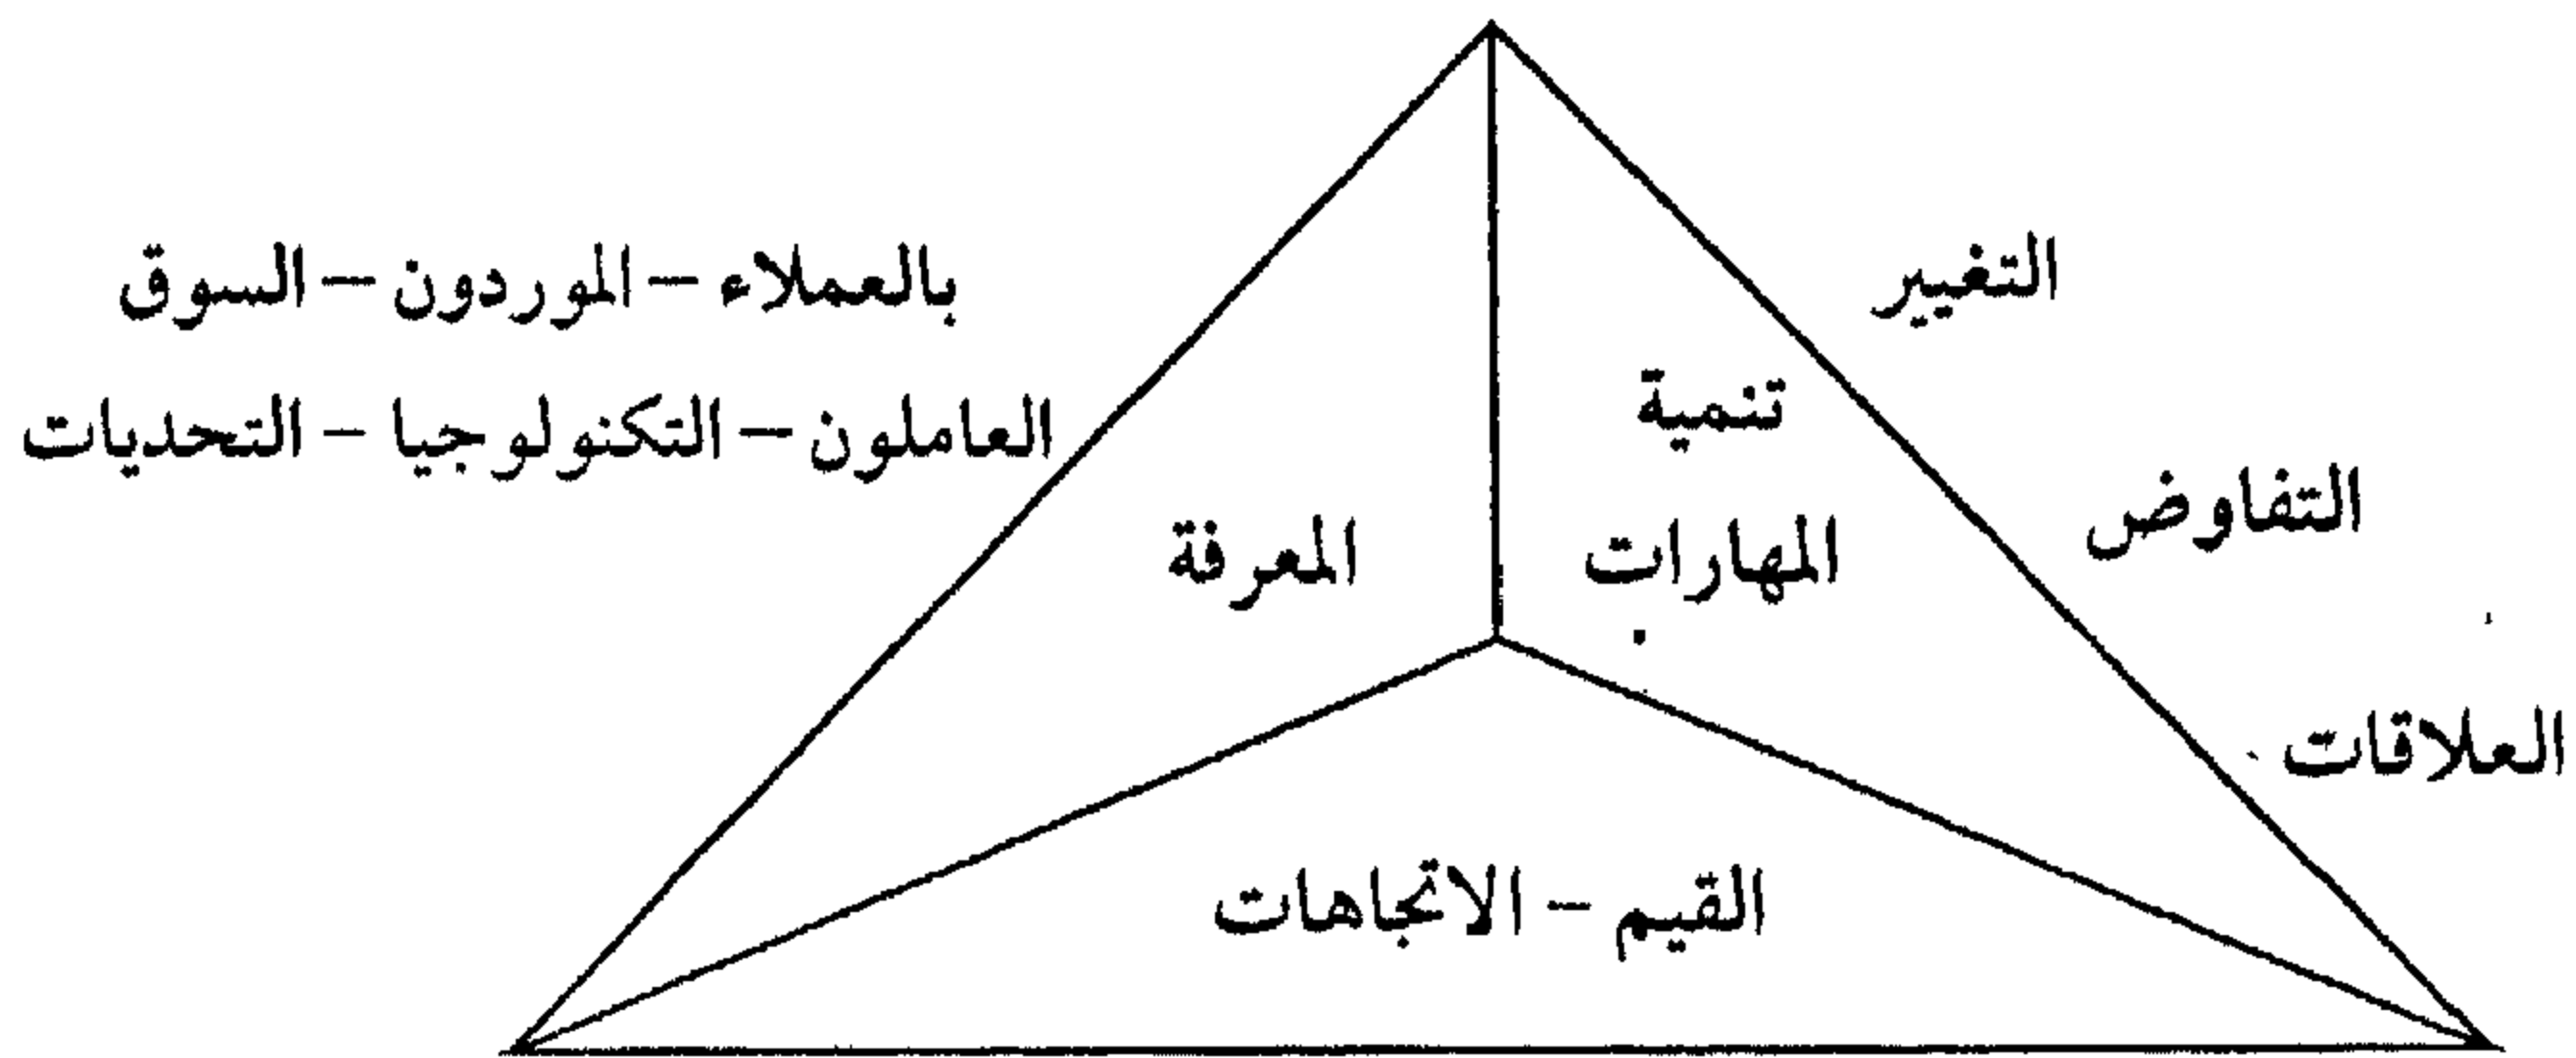 التغيير
بالعملاء – الموردون – السوق
تنمية
العاملون – التكنولوجيا – التحديات
التفاوض
المهارات
المعرفة
العلاقات
القيم – الاتجاهات